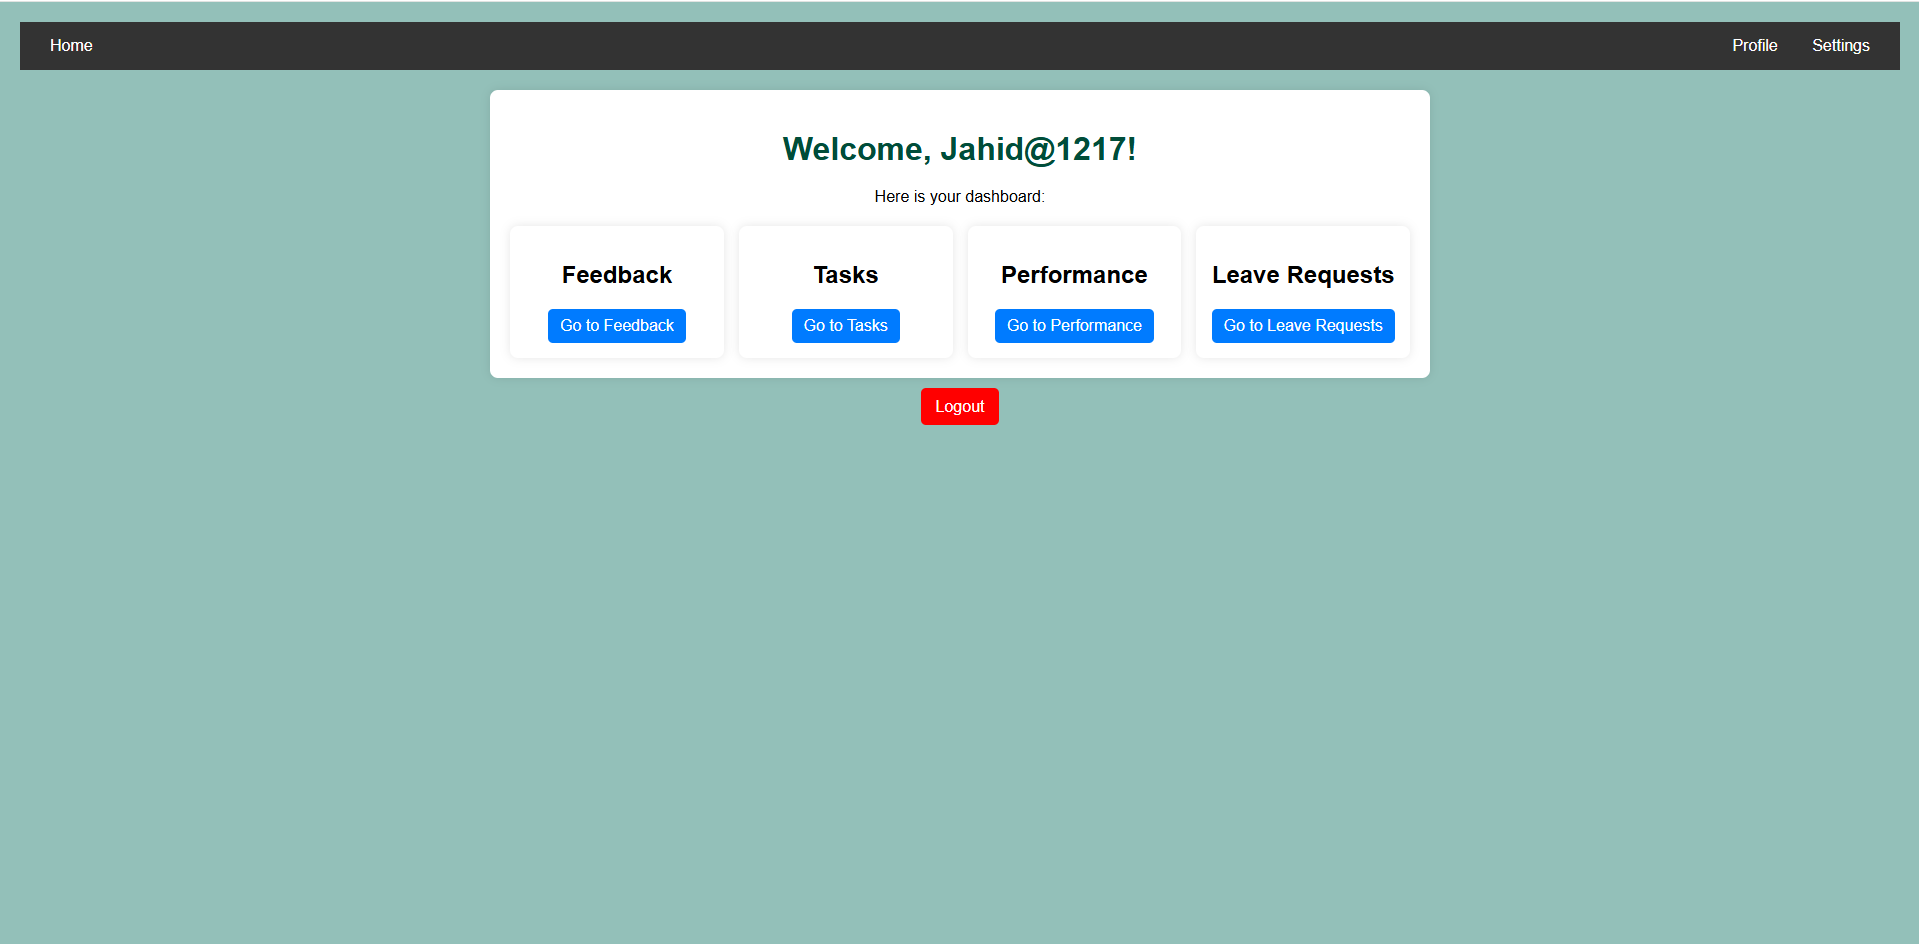 Home Profile Settings
Welcome, Jahid@1217!
Here is your dashboard:
Feedback Tasks Performance Leave Requests
Go to Feedback Go to Tasks Go to Performance Go to Leave Requests
Logout